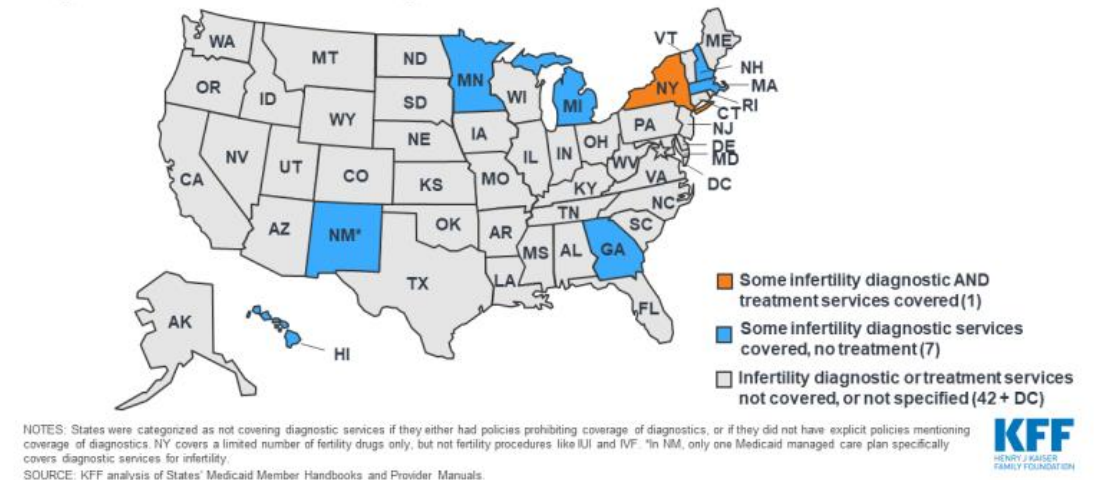 WA
MT
ND
MN
VT
ME
NH
MA
RI
CT
NJ
DE
MD
DC
OR
ID
SD
WI
MI
NY
WY
NE
IA
PA
NV
UT
CO
IL
IN
OH
WV
VA
CA
KS
MO
KY
NC
AZ
NM*
OK
AR
TN
SC
MS
AL
GA
TX
LA
FL
AK
HI
Some infertility diagnostic AND
treatment services covered (1)
Some infertility diagnostic services
covered, no treatment (7)
Infertility diagnostic or treatment services
not covered, or not specified (42 + DC)
NOTES: States were categorized as not covering diagnostic services if they either had policies prohibiting coverage of diagnostics, or if they did not have explicit policies mentioning
coverage of diagnostics. NY covers a limited number of fertility drugs only, but not fertility procedures like IUI and IVF. *In NM, only one Medicaid managed care plan specifically
covers diagnostic services for infertility.
SOURCE: KFF analysis of States' Medicaid Member Handbooks and Provider Manuals.
KFF
HENRY J KAISER
FAMILY FOUNDATION